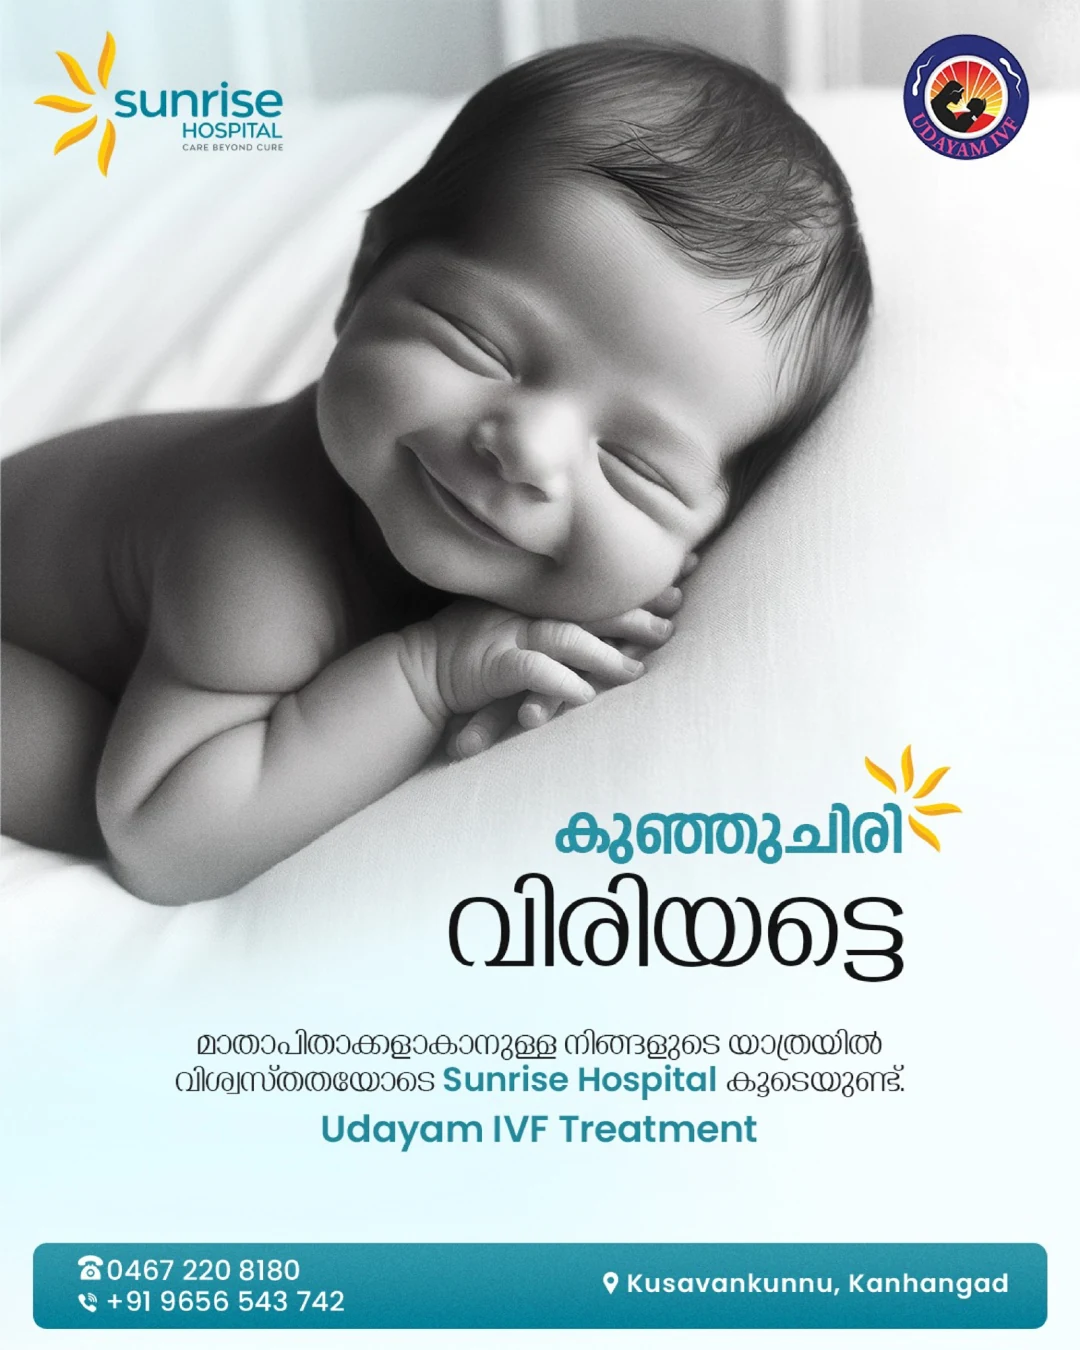 sunrise
HOSPITAL
CARE BEYOND CURE
UDAYAM IVF
കുഞ്ഞുചിരി
വിരിയട്ടെ
മാതാപിതാക്കളാകാനുള്ള നിങ്ങളുടെ യാത്രയിൽ
വിശ്വസ്തതയോടെ Sunrise Hospital കൂടെയുണ്ട്.
Udayam IVF Treatment
0467 220 8180
+91 9656 543 742
Kusavankunnu, Kanhangad